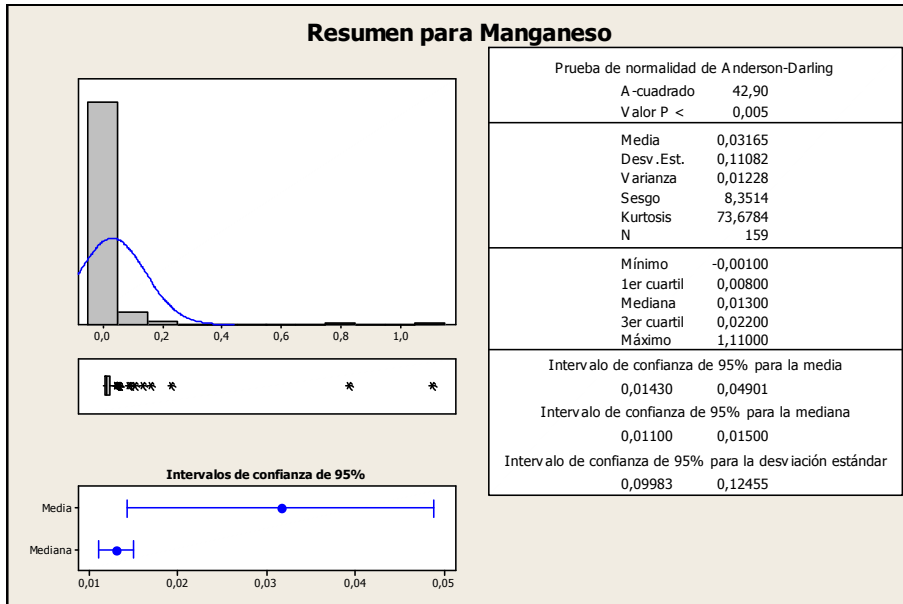 Resumen para Manganeso
0,0 0,2 0,4 0,6 0,8 1,0
Intervalos de confianza de 95%
Media
Mediana
0,01 0,02 0,03 0,04 0,05
Prueba de normalidad de Anderson-Darling
A-cuadrado 42,90
Valor P < 0,005
Media 0,03165
Desv.Est. 0,11082
Varianza 0,01228
Sesgo 8,3514
Kurtosis 73,6784
N 159
Mínimo -0,00100
1er cuartil 0,00800
Mediana 0,01300
3er cuartil 0,02200
Máximo 1,11000
Intervalo de confianza de 95% para la media
0,01430 0,04901
Intervalo de confianza de 95% para la mediana
0,01100 0,01500
Intervalo de confianza de 95% para la desviación estándar
0,09983 0,12455